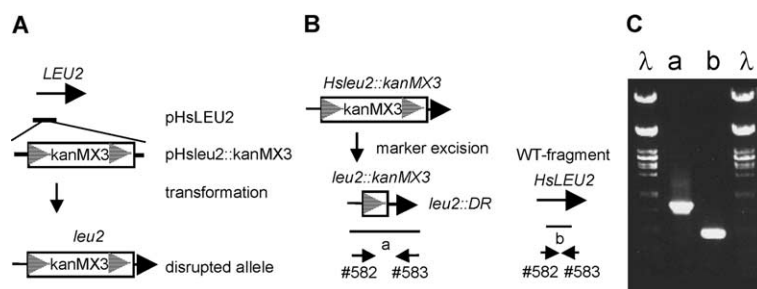 A
LEU2
pHsLEU2
kanMX3
pHsleu2::kanMX3
transformation
leu2
kanMX3
disrupted allele
B
Hsleu2::kanMX3
kanMX3
marker excision
leu2::kanMX3
leu2::DR
a
#582 #583
WT-fragment
HsLEU2
b
#582 #583
C
λ a b λ